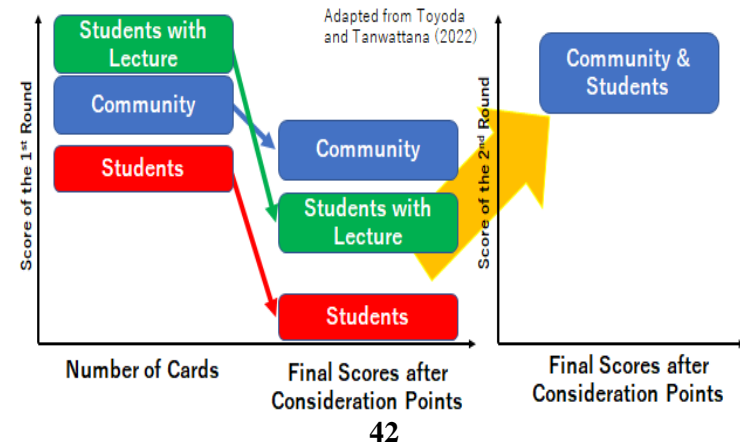 Adapted from Toyoda
and Tanwattana (2022)
Score of the 1st Round
Students with
Lecture
Community
Students
Community
Students with
Lecture
Students
Number of Cards
Final Scores after
Consideration Points
Score of the 2nd Round
Community &
Students
Final Scores after
Consideration Points
42